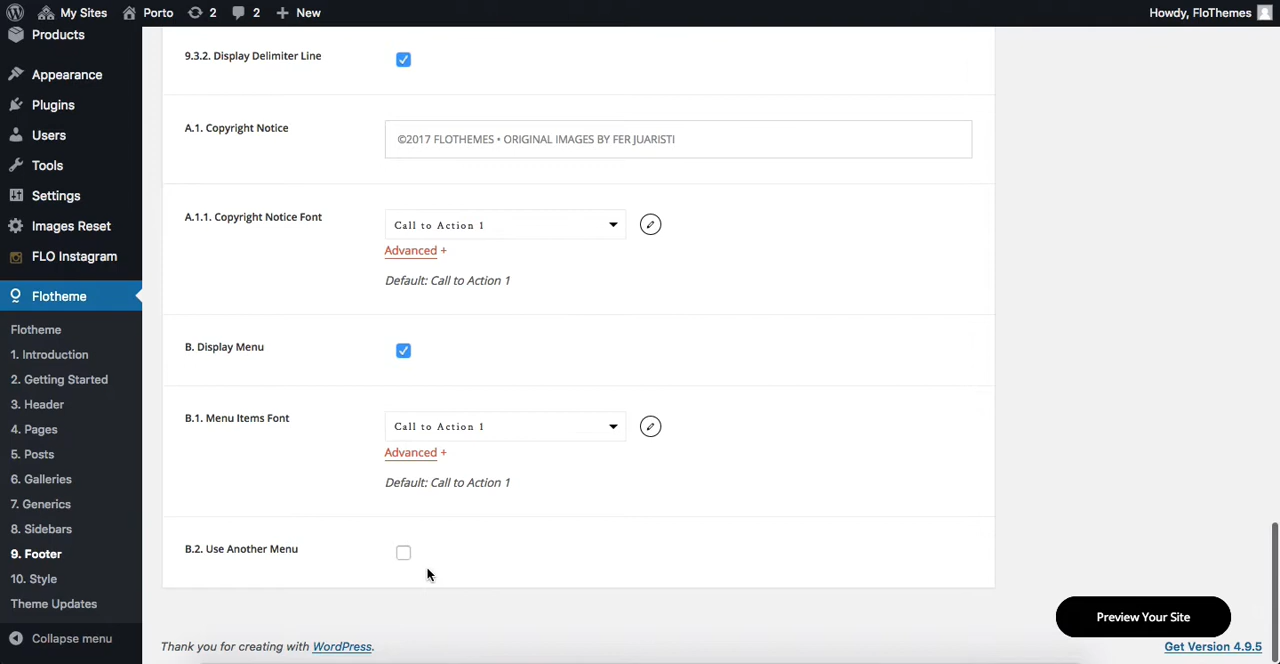 My Sites
Porto
2
2
New
Howdy, FloThemes
Products
Appearance
Plugins
Users
Tools
Settings
Images Reset
FLO Instagram
Flotheme
Flotheme
1. Introduction
2. Getting Started
3. Header
4. Pages
5. Posts
6. Galleries
7. Generics
8. Sidebars
9. Footer
10. Style
Theme Updates
Collapse menu
9.3.2. Display Delimiter Line
A.1. Copyright Notice
©2017 FLOTHEMES • ORIGINAL IMAGES BY FER JUARISTI
A.1.1. Copyright Notice Font
Call to Action 1
Advanced +
Default: Call to Action 1
B. Display Menu
B.1. Menu Items Font
Call to Action 1
Advanced +
Default: Call to Action 1
B.2. Use Another Menu
Preview Your Site
Thank you for creating with WordPress.
Get Version 4.9.5